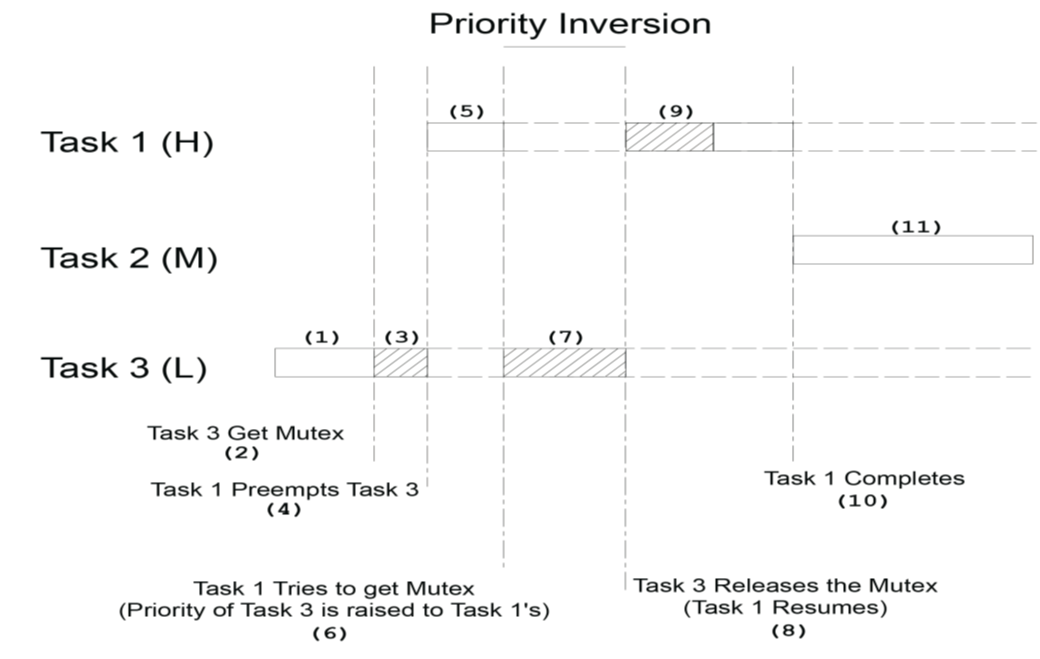 Priority Inversion
(5)
(9)
Task 1 (H)
(11)
Task 2 (M)
(1)
(3)
(7)
Task 3 (L)
Task 3 Get Mutex
(2)
Task 1 Preempts Task 3
(4)
Task 1 Completes
(10)
Task 1 Tries to get Mutex
(Priority of Task 3 is raised to Task 1's)
(6)
Task 3 Releases the Mutex
(Task 1 Resumes)
(8)